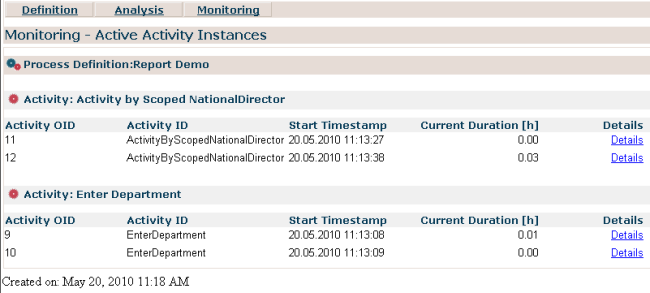 Definition Analysis Monitoring
Monitoring - Active Activity Instances
Process Definition:Report Demo
Activity: Activity by Scoped NationalDirector
Activity OID Activity ID Start Timestamp Current Duration [h] Details
11 ActivityByScopedNationalDirector 20.05.2010 11:13:27 0.00 Details
12 ActivityByScopedNationalDirector 20.05.2010 11:13:38 0.03 Details
Activity: Enter Department
Activity OID Activity ID Start Timestamp Current Duration [h] Details
9 EnterDepartment 20.05.2010 11:13:08 0.01 Details
10 EnterDepartment 20.05.2010 11:13:09 0.00 Details
Created on: May 20, 2010 11:18 AM